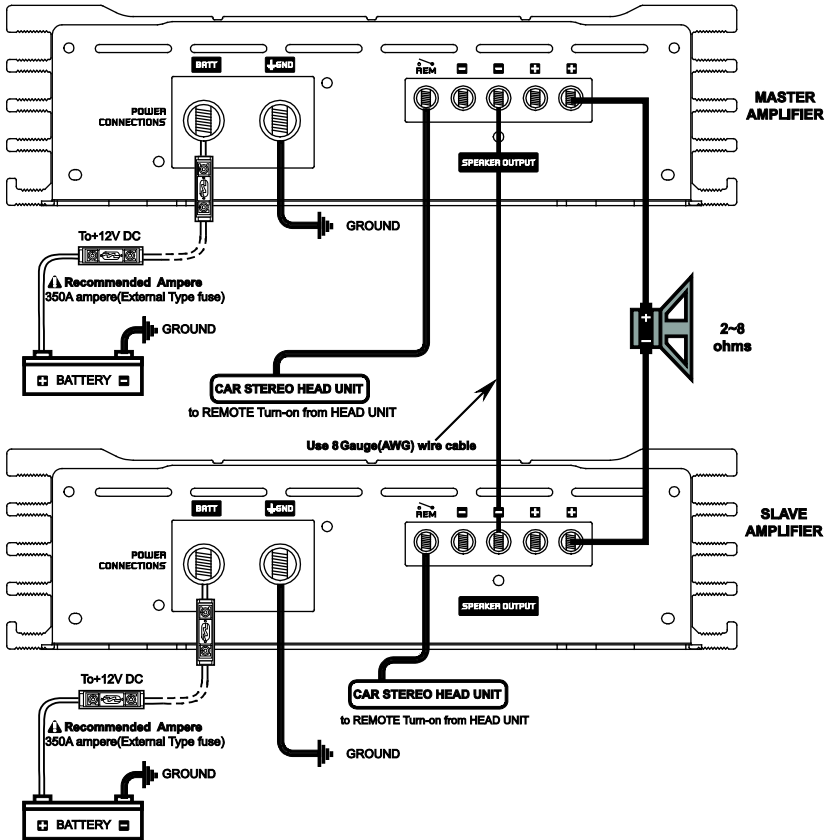 BATT
GND
REM
POWER
CONNECTIONS
SPEAKER OUTPUT
MASTER
AMPLIFIER
GROUND
To+12V DC
Recommended Ampere
350A ampere(External Type fuse)
GROUND
+ BATTERY −
+
−
2~8
ohms
CAR STEREO HEAD UNIT
to REMOTE Turn-on from HEAD UNIT
Use 8 Gauge(AWG) wire cable
BATT
GND
REM
SLAVE
AMPLIFIER
POWER
CONNECTIONS
SPEAKER OUTPUT
To+12V DC
CAR STEREO HEAD UNIT
to REMOTE Turn-on from HEAD UNIT
Recommended Ampere
350A ampere(External Type fuse)
GROUND
GROUND
+ BATTERY −